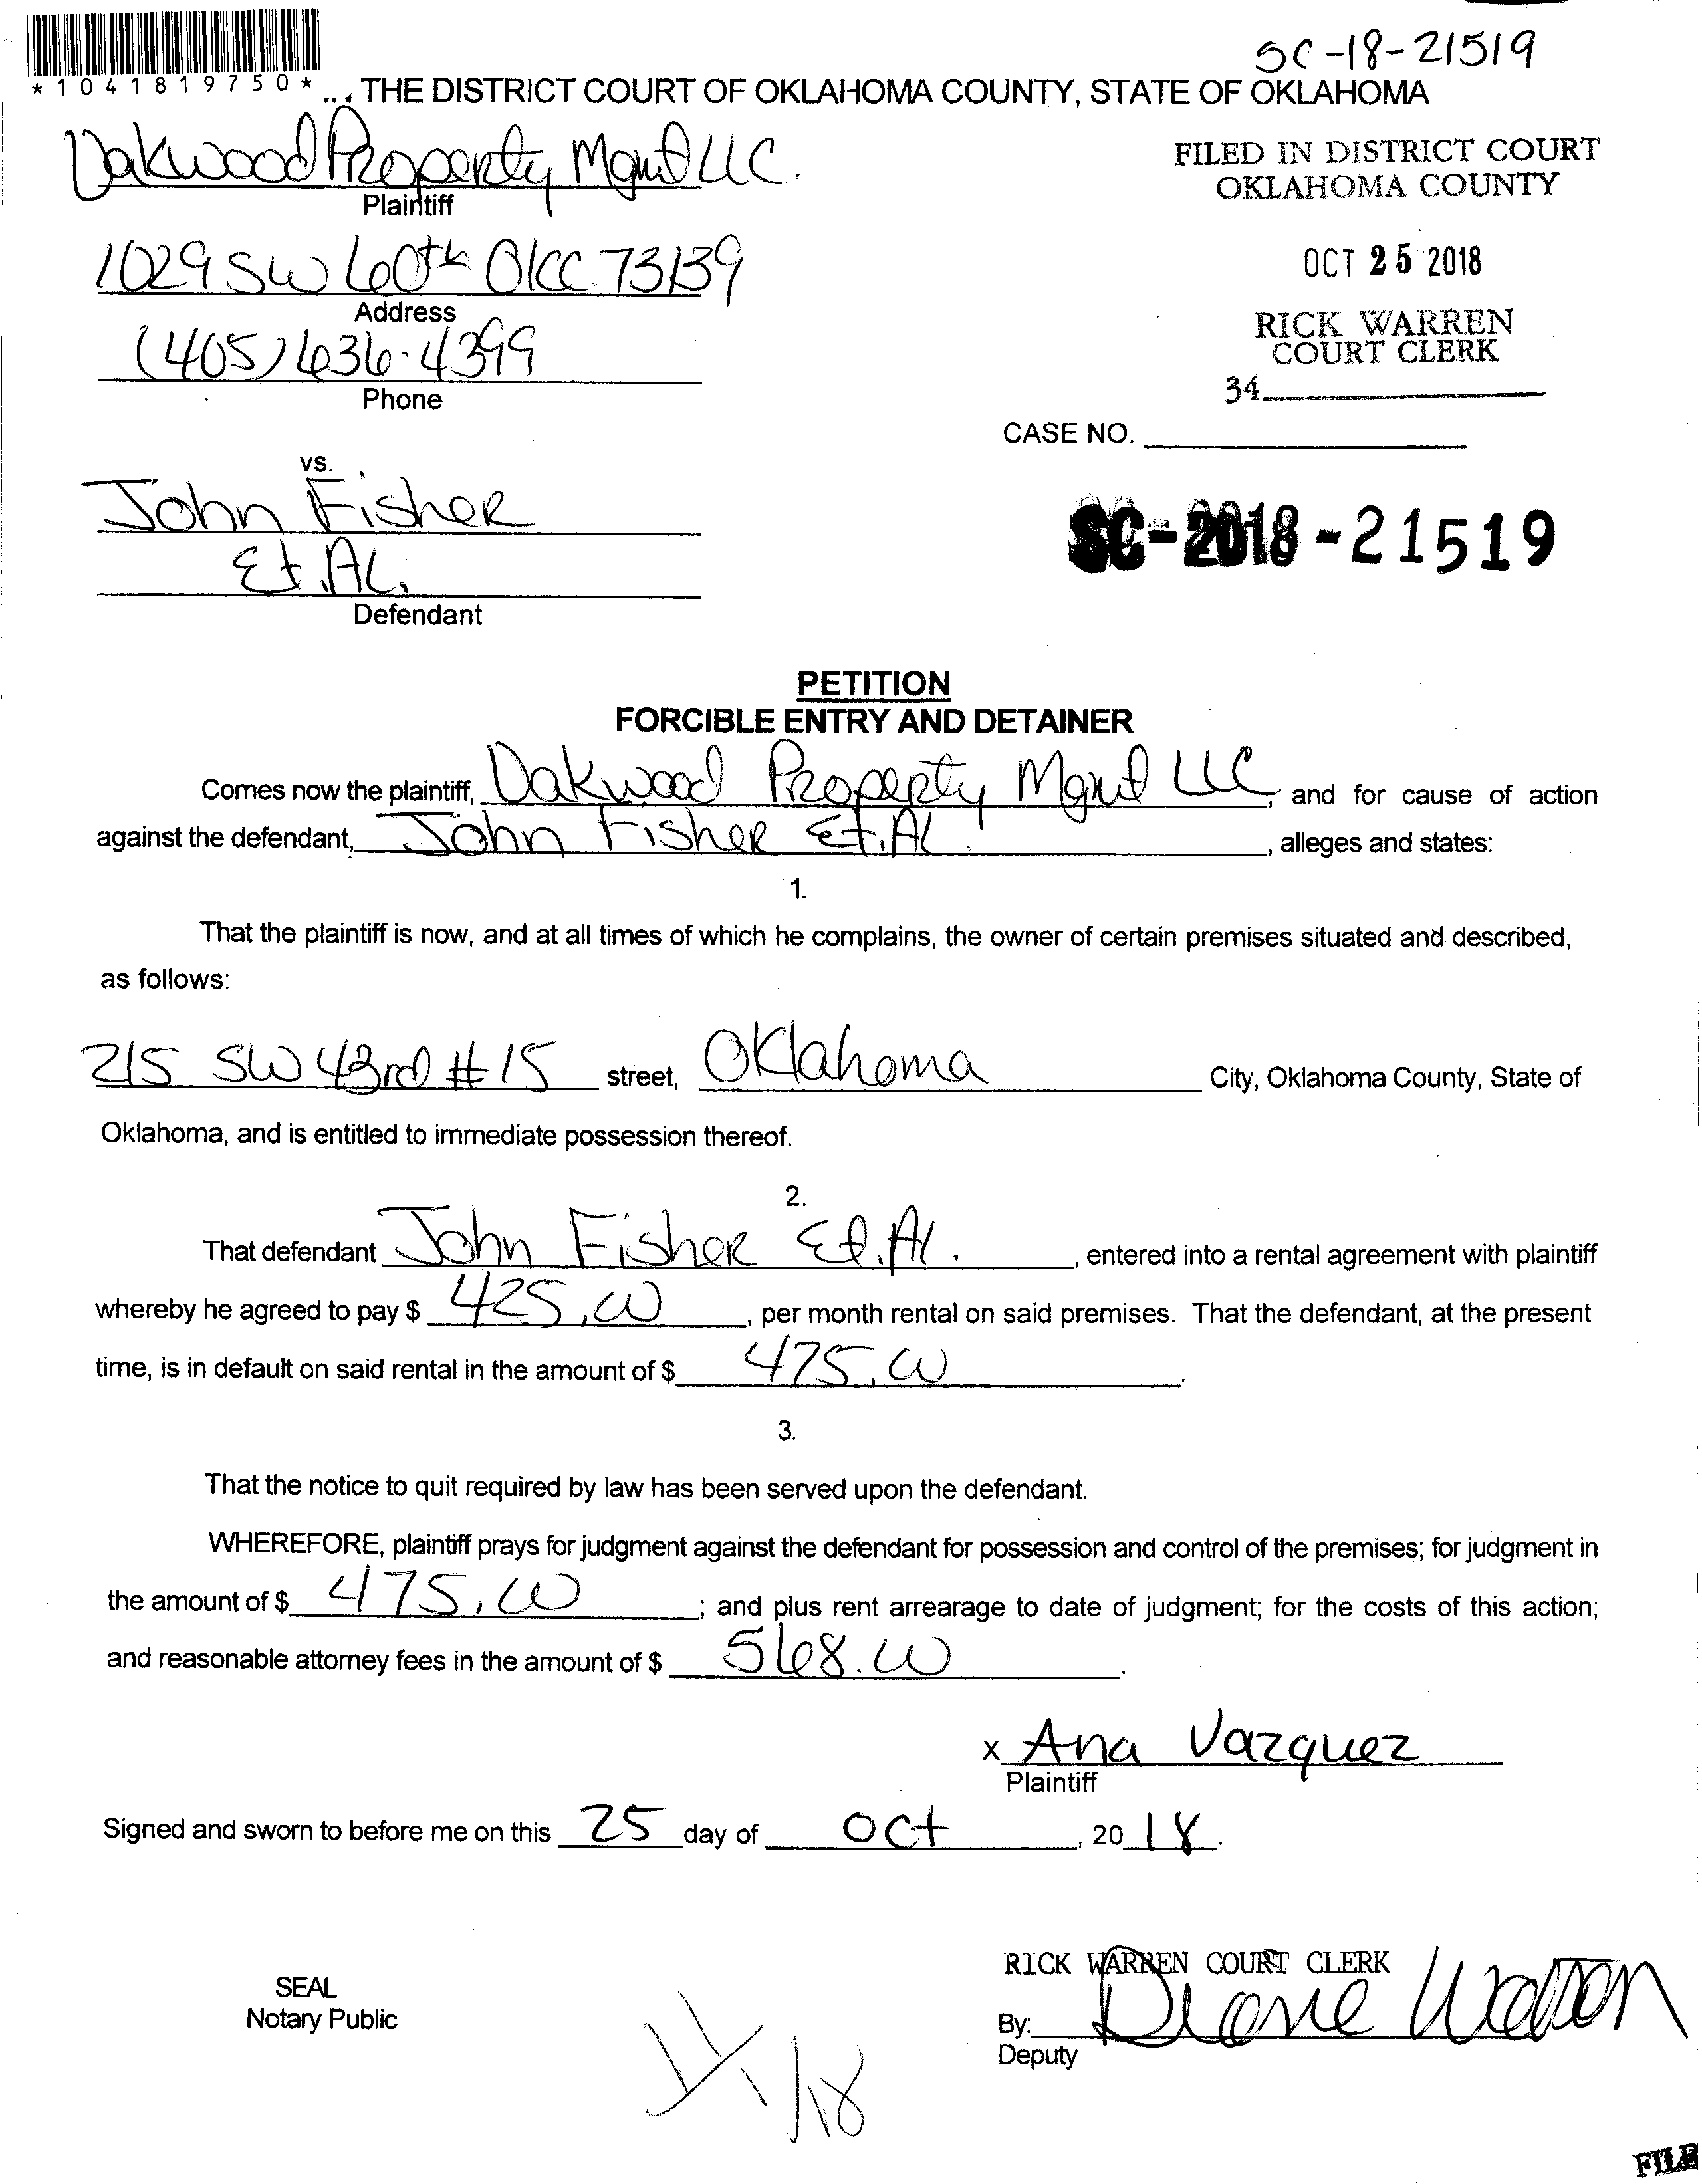 SC-18-21519
*1041819750* THE DISTRICT COURT OF OKLAHOMA COUNTY, STATE OF OKLAHOMA
Oakwood Property Mgmt LLC.
Plaintiff
FILED IN DISTRICT COURT
OKLAHOMA COUNTY
1029 SW 60th OKC 73139
Address
OCT 25 2018
(405) 636-4399
Phone
RICK WARREN
COURT CLERK
34
CASE NO.
vs.
John Fisher
Et.Al.
Defendant
SC-2018-21519
PETITION
FORCIBLE ENTRY AND DETAINER
Comes now the plaintiff, Oakwood Property Mgmt LLC, and for cause of action
against the defendant, John Fisher Et.Al., alleges and states:
1.
That the plaintiff is now, and at all times of which he complains, the owner of certain premises situated and described,
as follows:
215 SW 43rd #15 street, Oklahoma City, Oklahoma County, State of
Oklahoma, and is entitled to immediate possession thereof.
2.
That defendant John Fisher Et.Al., entered into a rental agreement with plaintiff
whereby he agreed to pay $ 425.00, per month rental on said premises. That the defendant, at the present
time, is in default on said rental in the amount of $ 475.00.
3.
That the notice to quit required by law has been served upon the defendant.
WHEREFORE, plaintiff prays for judgment against the defendant for possession and control of the premises; for judgment in
the amount of $ 475.00; and plus rent arrearage to date of judgment; for the costs of this action;
and reasonable attorney fees in the amount of $ 568.00.
x Ana Vazquez
Plaintiff
Signed and sworn to before me on this 25 day of Oct, 2018.
RICK WARREN COURT CLERK
SEAL
Notary Public
By: Diane
Deputy
FILE